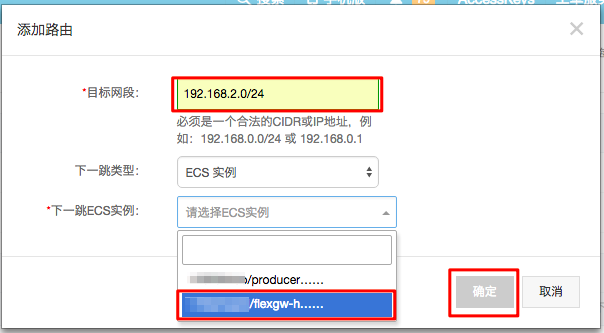 添加路由
*目标网段：
192.168.2.0/24
必须是一个合法的CIDR或IP地址，例
如：192.168.0.0/24 或 192.168.0.1
下一跳类型：
ECS 实例
*下一跳ECS实例：
请选择ECS实例
/producer......
/flexgw-h......
确定
取消